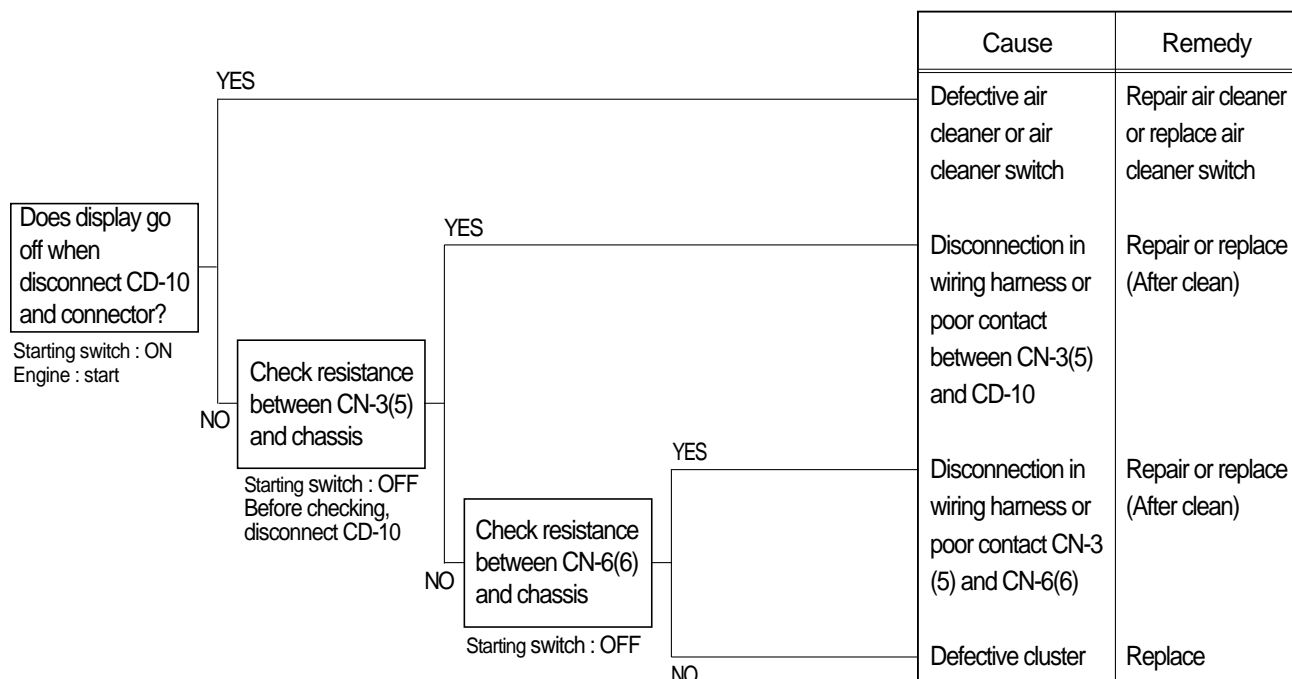 Cause
Remedy
YES
Defective air
cleaner or air
cleaner switch
Repair air cleaner
or replace air
cleaner switch
Does display go
off when
disconnect CD-10
and connector?
Starting switch : ON
Engine : start
YES
Disconnection in
wiring harness or
poor contact
between CN-3(5)
and CD-10
Repair or replace
(After clean)
NO
Check resistance
between CN-3(5)
and chassis
Starting switch : OFF
Before checking,
disconnect CD-10
YES
Disconnection in
wiring harness or
poor contact CN-3
(5) and CN-6(6)
Repair or replace
(After clean)
NO
Check resistance
between CN-6(6)
and chassis
Starting switch : OFF
NO
Defective cluster
Replace